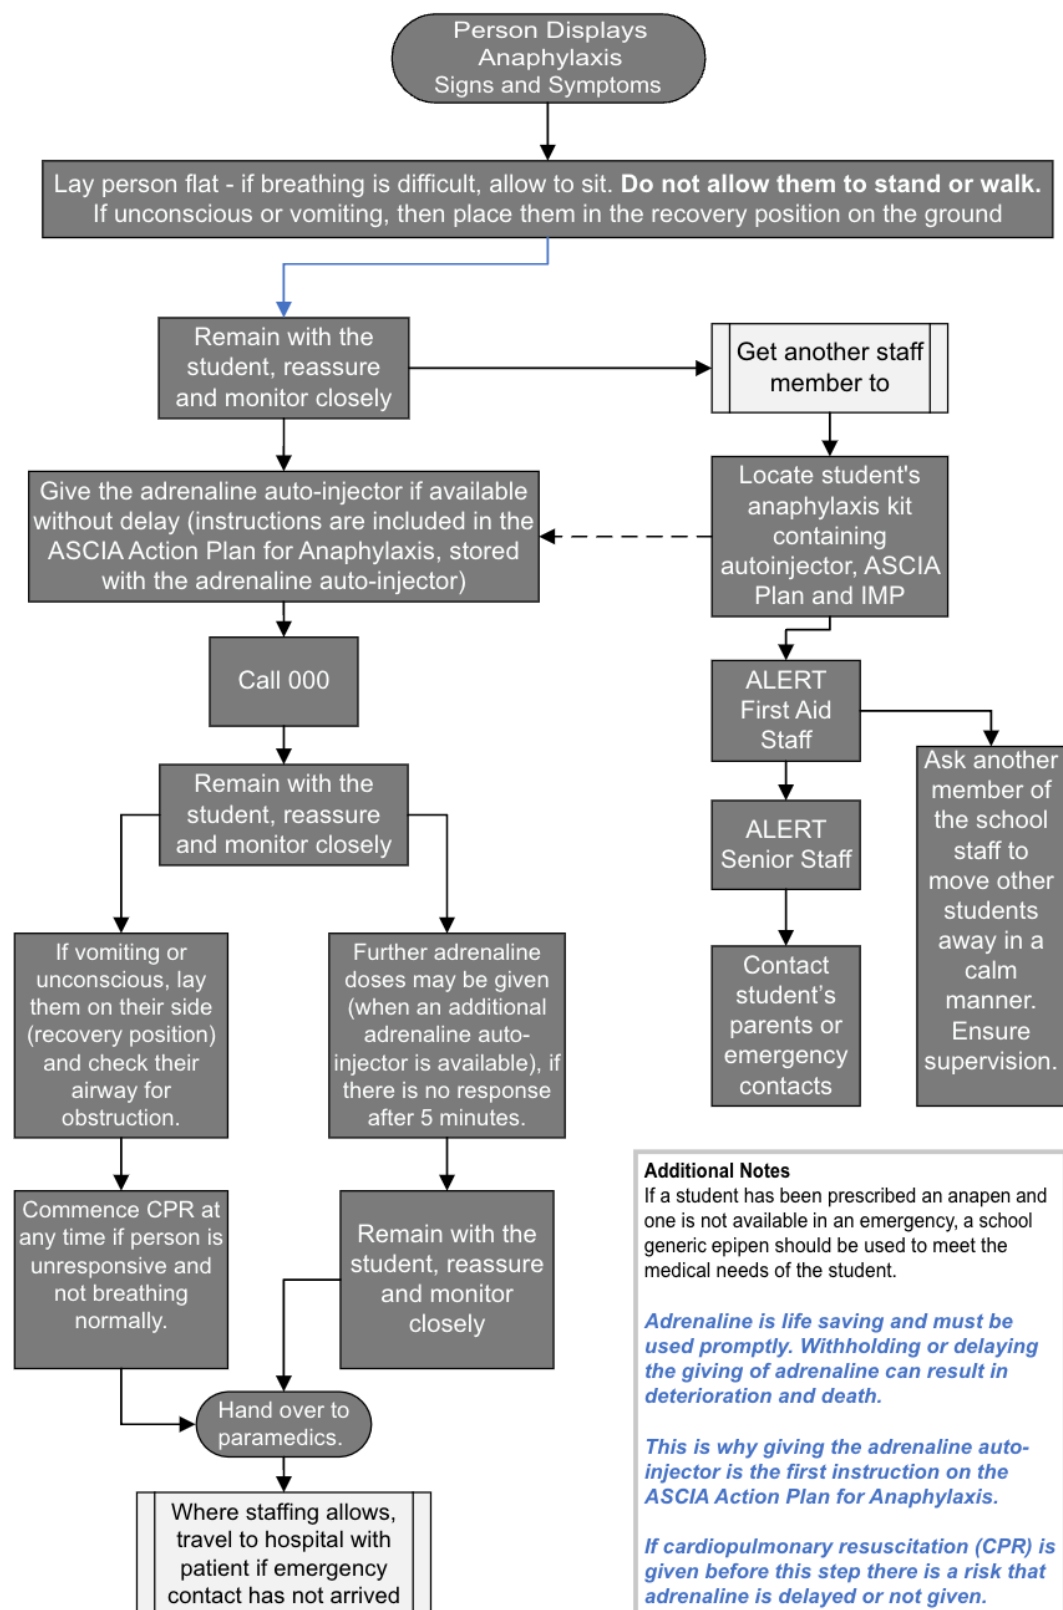 Person Displays
Anaphylaxis
Signs and Symptoms
Lay person flat - if breathing is difficult, allow to sit. Do not allow them to stand or walk.
If unconscious or vomiting, then place them in the recovery position on the ground
Remain with the
student, reassure
and monitor closely
Get another staff
member to
Give the adrenaline auto-injector if available
without delay (instructions are included in the
ASCIA Action Plan for Anaphylaxis, stored
with the adrenaline auto-injector)
Locate student's
anaphylaxis kit
containing
autoinjector, ASCIA
Plan and IMP
Call 000
ALERT
First Aid
Staff
Remain with the
student, reassure
and monitor closely
ALERT
Senior Staff
Ask another
member of
the school
staff to
move other
students
away in a
calm
manner.
Ensure
supervision.
If vomiting or
unconscious, lay
them on their side
(recovery position)
and check their
airway for
obstruction.
Further adrenaline
doses may be given
(when an additional
adrenaline auto-
injector is available), if
there is no response
after 5 minutes.
Contact
student’s
parents or
emergency
contacts
Commence CPR at
any time if person is
unresponsive and
not breathing
normally.
Remain with the
student, reassure
and monitor
closely
Hand over to
paramedics.
Where staffing allows,
travel to hospital with
patient if emergency
contact has not arrived
Additional Notes
If a student has been prescribed an anapen and
one is not available in an emergency, a school
generic epipen should be used to meet the
medical needs of the student.
Adrenaline is life saving and must be
used promptly. Withholding or delaying
the giving of adrenaline can result in
deterioration and death.
This is why giving the adrenaline auto-
injector is the first instruction on the
ASCIA Action Plan for Anaphylaxis.
If cardiopulmonary resuscitation (CPR) is
given before this step there is a risk that
adrenaline is delayed or not given.